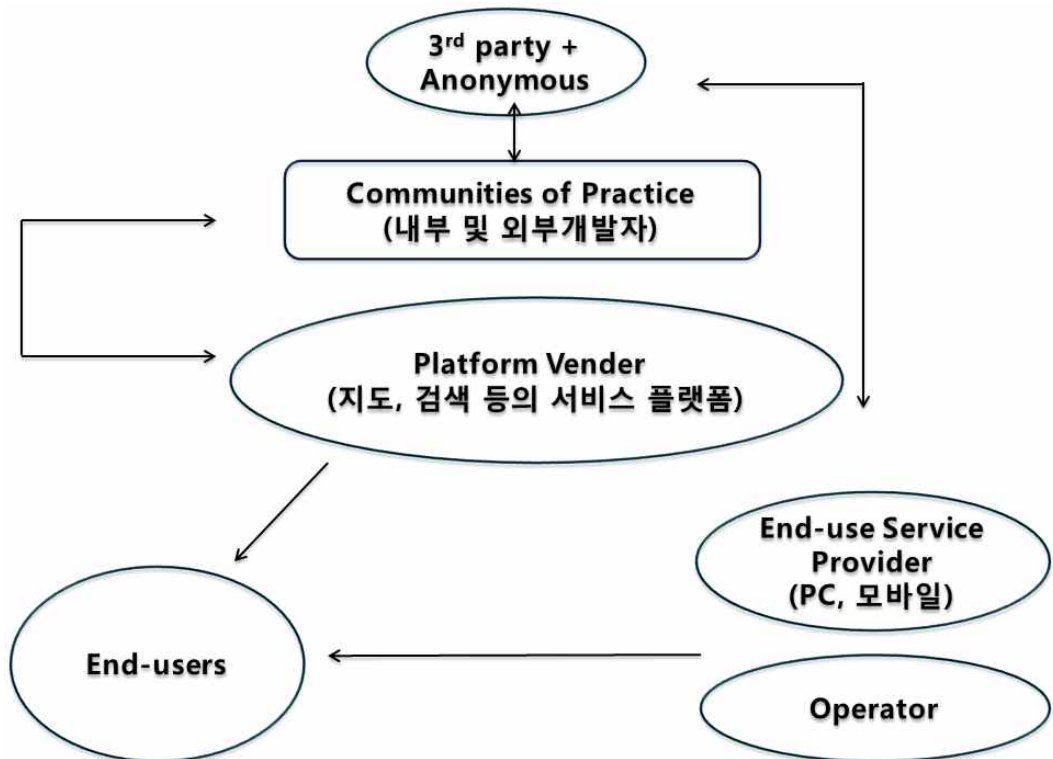 3rd party +
Anonymous
Communities of Practice
(내부 및 외부개발자)
Platform Vender
(지도, 검색 등의 서비스 플랫폼)
End-use Service
Provider
(PC, 모바일)
End-users
Operator